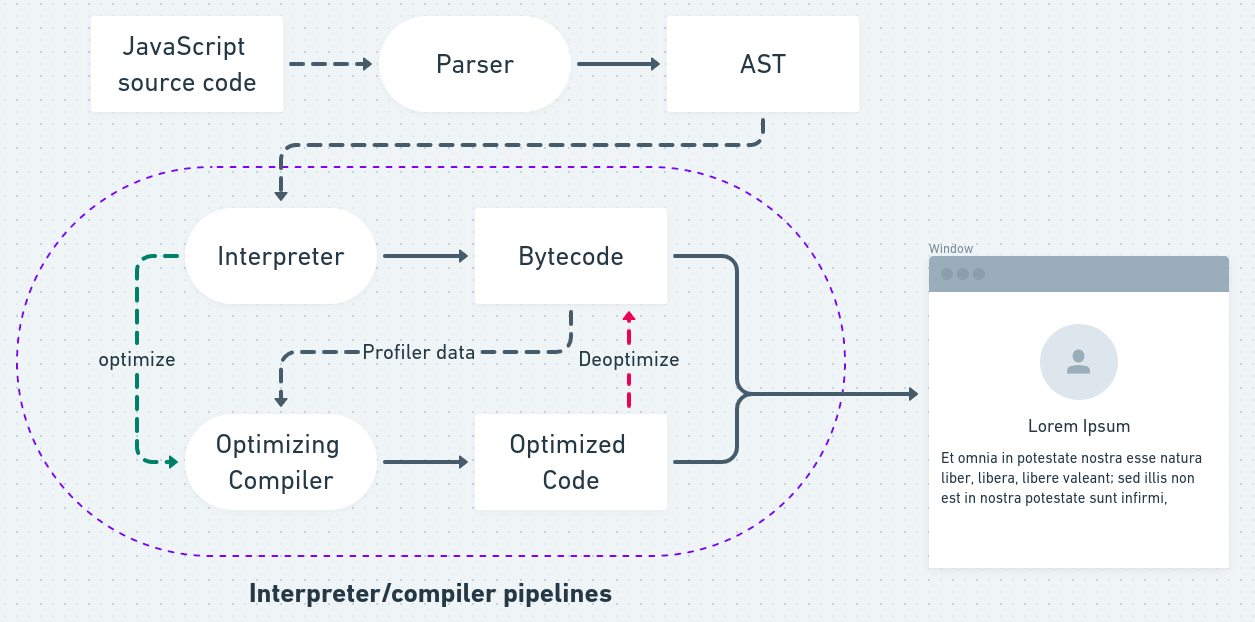 JavaScript
source code
Parser
AST
Interpreter
Bytecode
Window
optimize
Profiler data
Deoptimize
Optimizing
Compiler
Optimized
Code
Lorem Ipsum
Et omnia in potestate nostra esse natura
liber, libera, libere valeant; sed illis non
est in nostra potestate sunt infirmi,
Interpreter/compiler pipelines